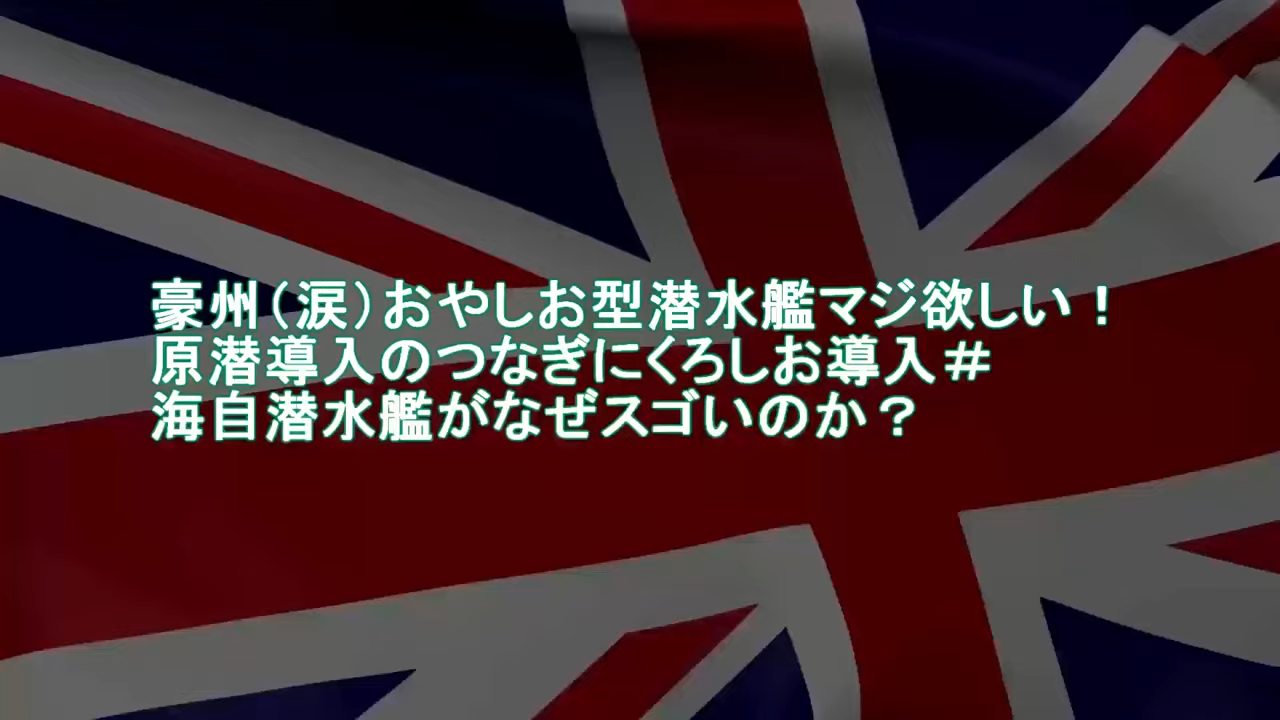 豪州（涙）おやしお型潜水艦マジ欲しい！
原潜導入のつなぎにくろしお導入＃
海自潜水艦がなぜスゴいのか？